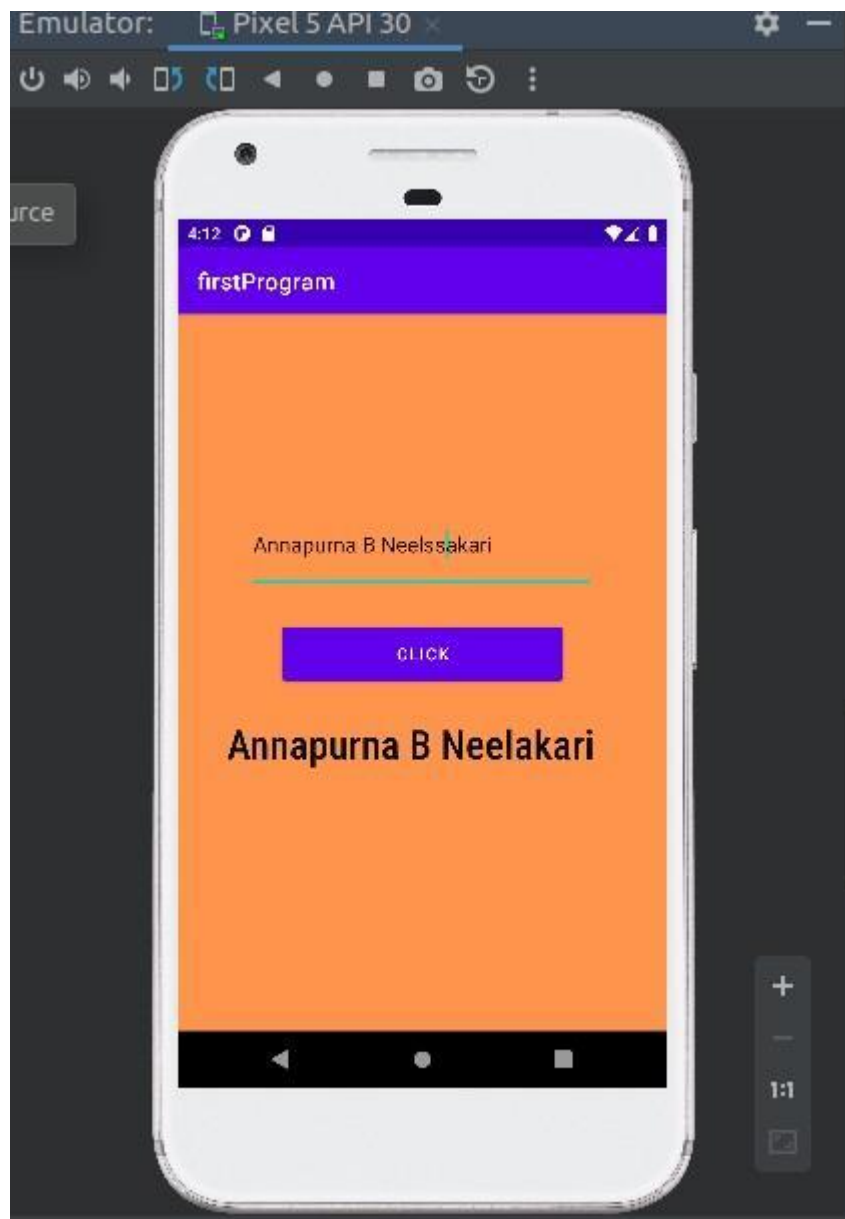 Emulator: Pixel 5 API 30
urce
4:12
firstProgram
Annapurna B Neelssakari
CLICK
Annapurna B Neelakari
1:1